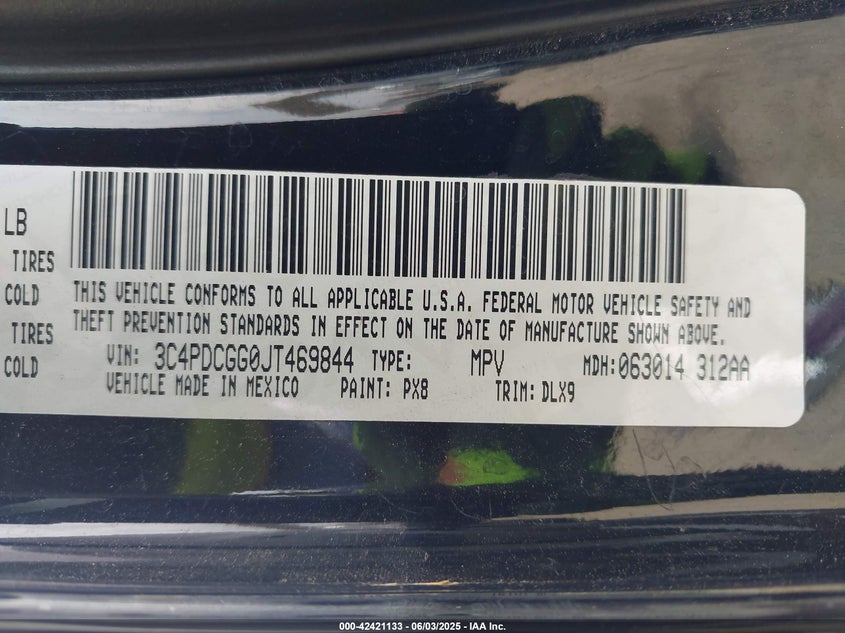 LB
TIRES
COLD
TIRES
COLD
THIS VEHICLE CONFORMS TO ALL APPLICABLE U.S.A. FEDERAL MOTOR VEHICLE SAFETY AND
THEFT PREVENTION STANDARDS IN EFFECT ON THE DATE OF MANUFACTURE SHOWN ABOVE.
VIN: 3C4PDCGG0JT469844 TYPE: MPV MDH: 063014 312AA
VEHICLE MADE IN MEXICO PAINT: PX8 TRIM: DLX9
000-42421133 - 06/03/2025 - IAA Inc.